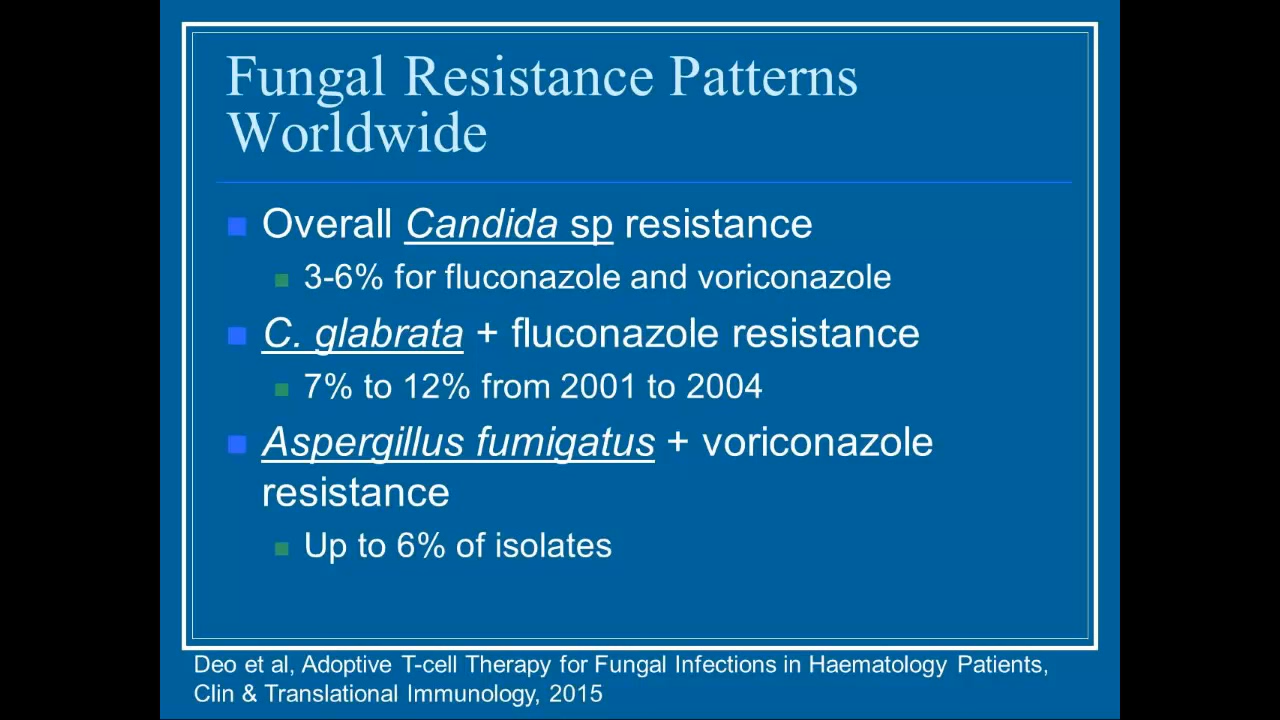 Fungal Resistance Patterns
Worldwide
Overall Candida sp resistance
3-6% for fluconazole and voriconazole
C. glabrata + fluconazole resistance
7% to 12% from 2001 to 2004
Aspergillus fumigatus + voriconazole
resistance
Up to 6% of isolates
Deo et al, Adoptive T-cell Therapy for Fungal Infections in Haematology Patients,
Clin & Translational Immunology, 2015